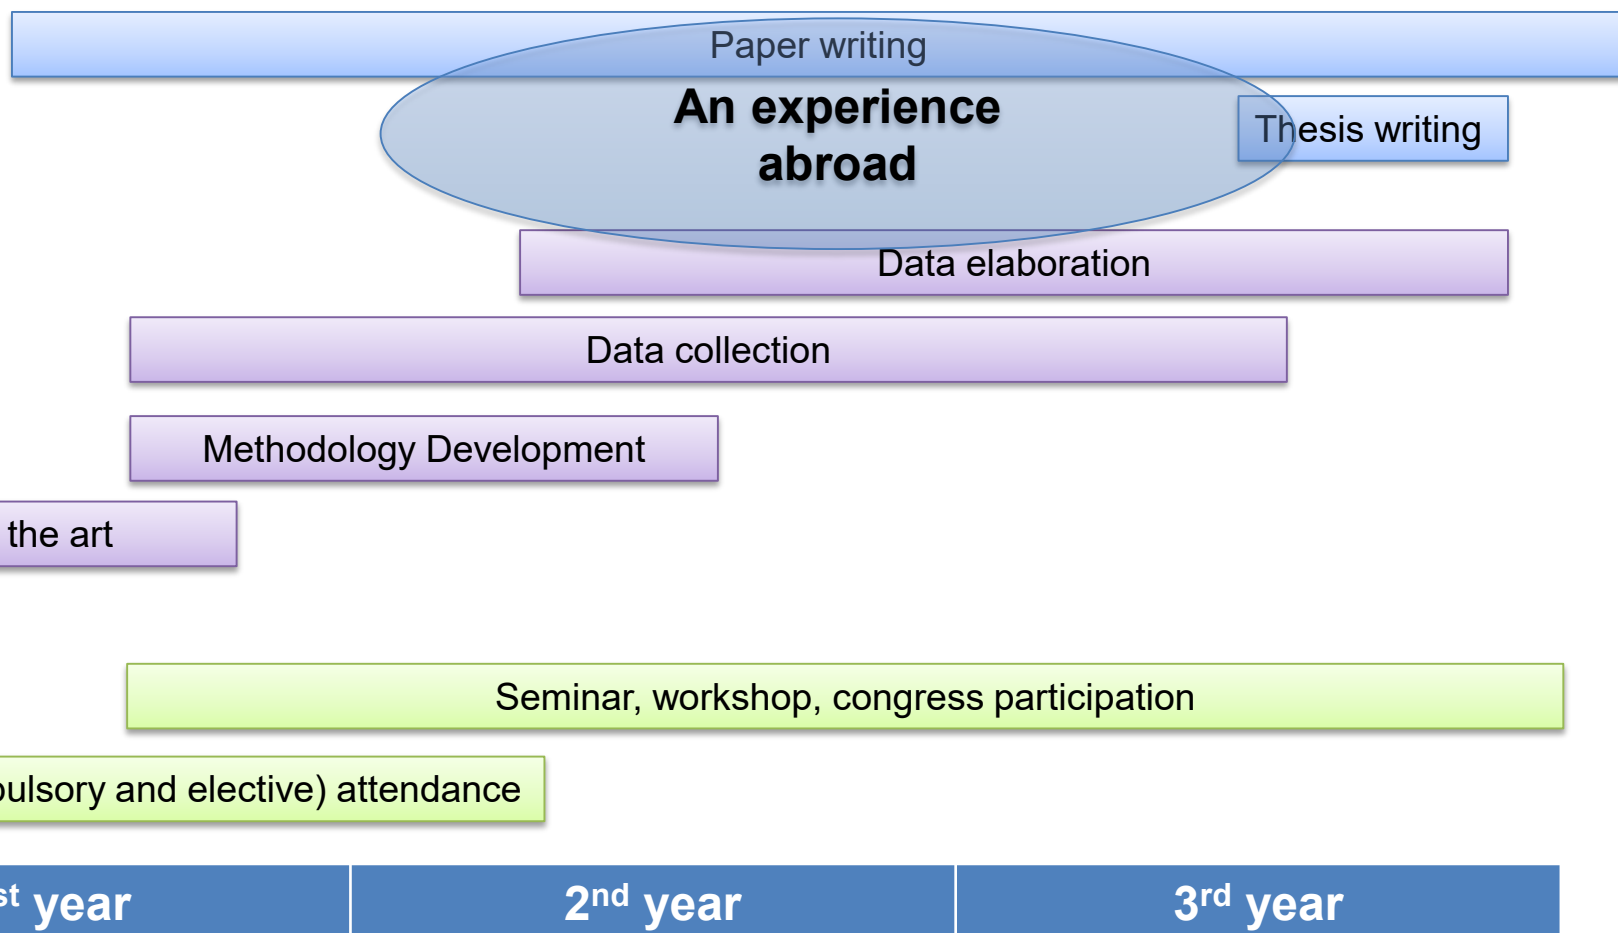 Paper writing
An experience
abroad
Thesis writing
Data elaboration
Data collection
Methodology Development
the art
Seminar, workshop, congress participation
pulsory and elective) attendance
st year
2nd year
3rd year